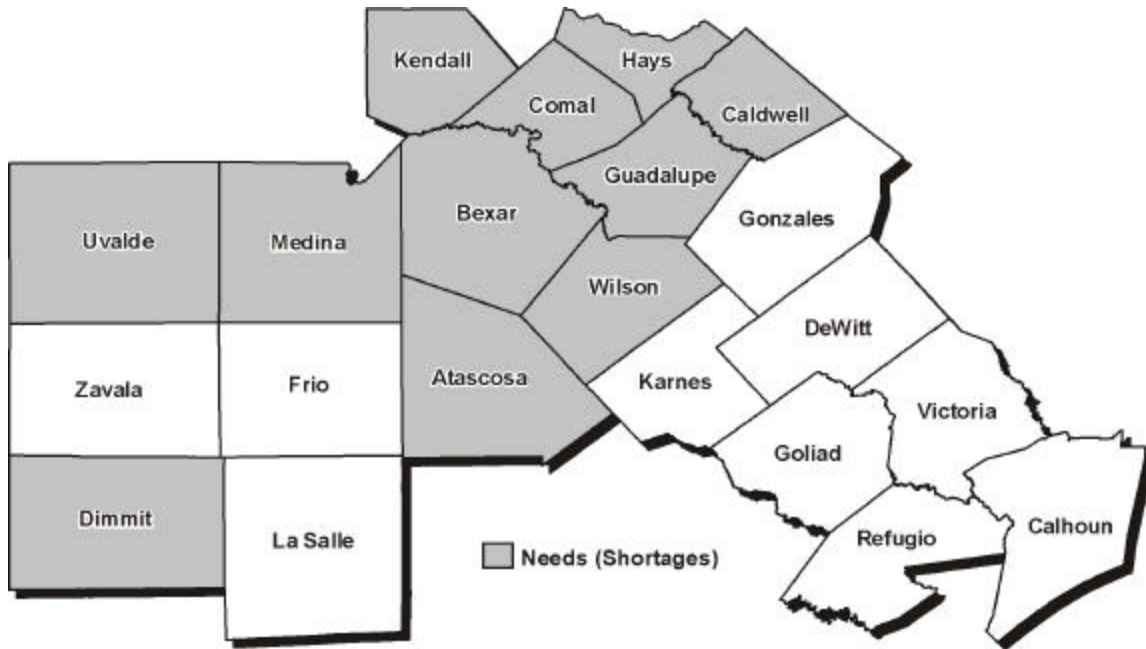 Kendall
Hays
Comal
Caldwell
Guadalupe
Bexar
Gonzales
Uvalde
Medina
Wilson
DeWitt
Zavala
Frio
Atascosa
Karnes
Victoria
Goliad
Dimmit
La Salle
Refugio
Calhoun
Needs (Shortages)